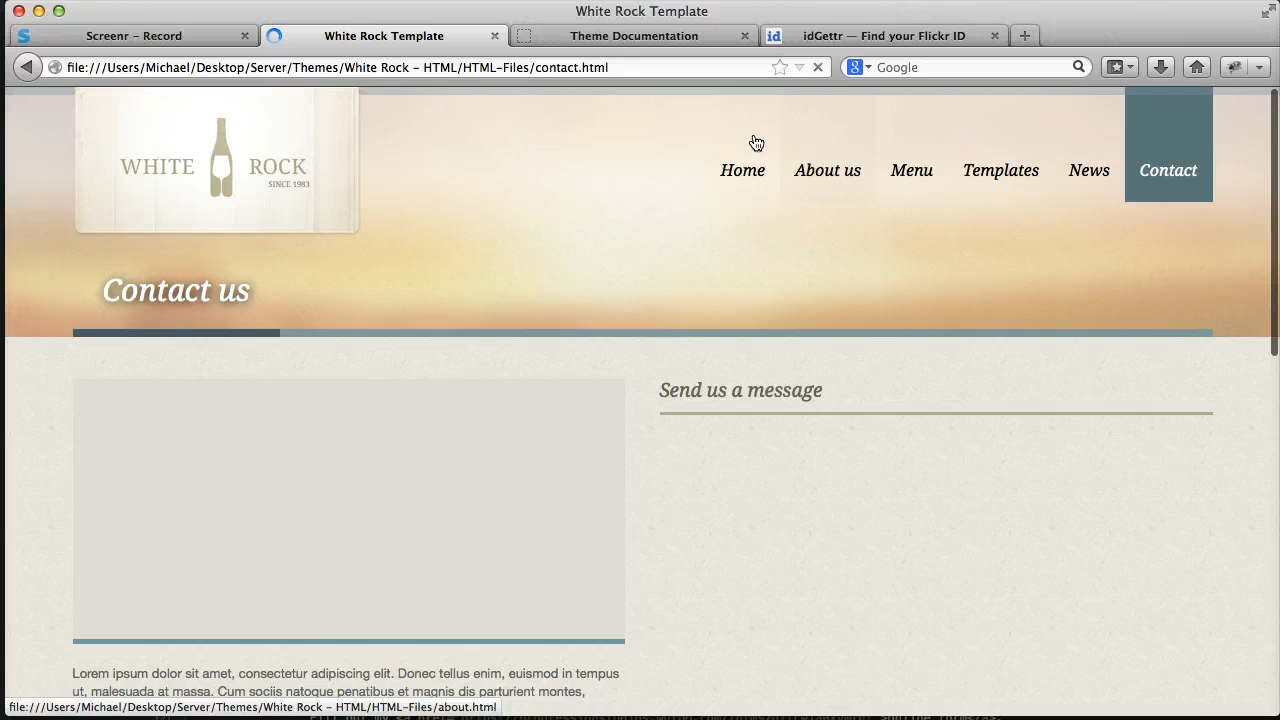 White Rock Template
Screenr – Record
White Rock Template
Theme Documentation
idGettr — Find your Flickr ID
file:///Users/Michael/Desktop/Server/Themes/White Rock – HTML/HTML-Files/contact.html
Google
WHITE ROCK
SINCE 1983
Home
About us
Menu
Templates
News
Contact
Contact us
Send us a message
Lorem ipsum dolor sit amet, consectetur adipiscing elit. Donec tellus enim, euismod in tempus
ut, malesuada at massa. Cum sociis natoque penatibus et magnis dis parturient montes,
file:///Users/Michael/Desktop/Server/Themes/White Rock – HTML/HTML-Files/about.html